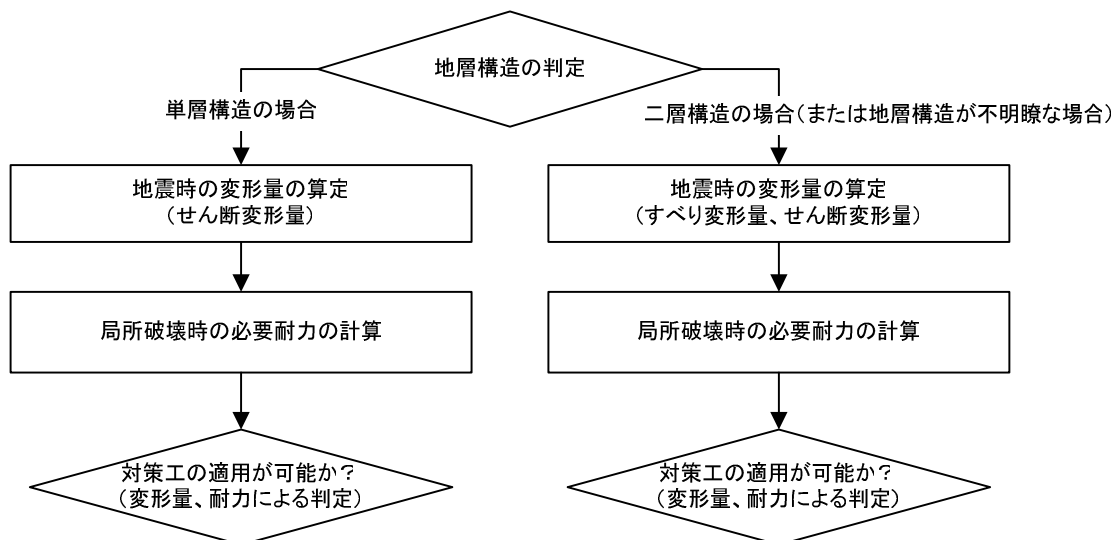 地層構造の判定
単層構造の場合
二層構造の場合(または地層構造が不明瞭な場合)
地震時の変形量の算定
(せん断変形量)
地震時の変形量の算定
(すべり変形量、せん断変形量)
局所破壊時の必要耐力の計算
局所破壊時の必要耐力の計算
対策工の適用が可能か?
(変形量、耐力による判定)
対策工の適用が可能か?
(変形量、耐力による判定)